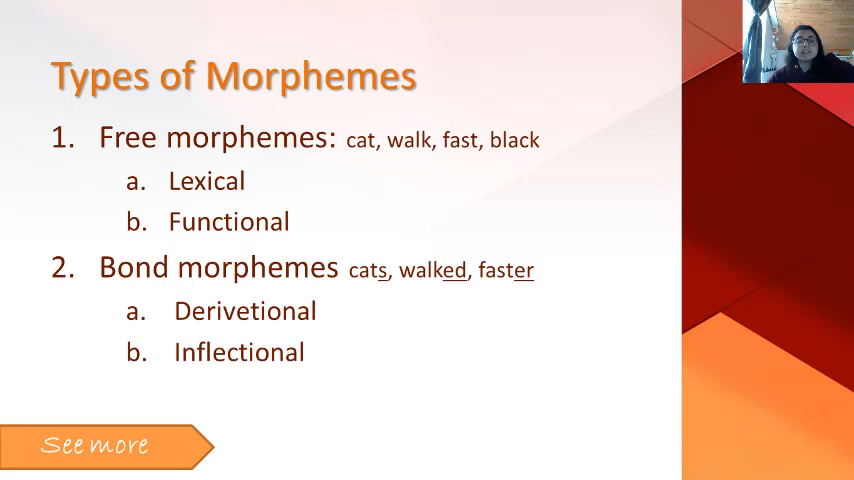 Types of Morphemes
1. Free morphemes: cat, walk, fast, black
a. Lexical
b. Functional
2. Bond morphemes cats, walked, faster
a. Derivetional
b. Inflectional
See more